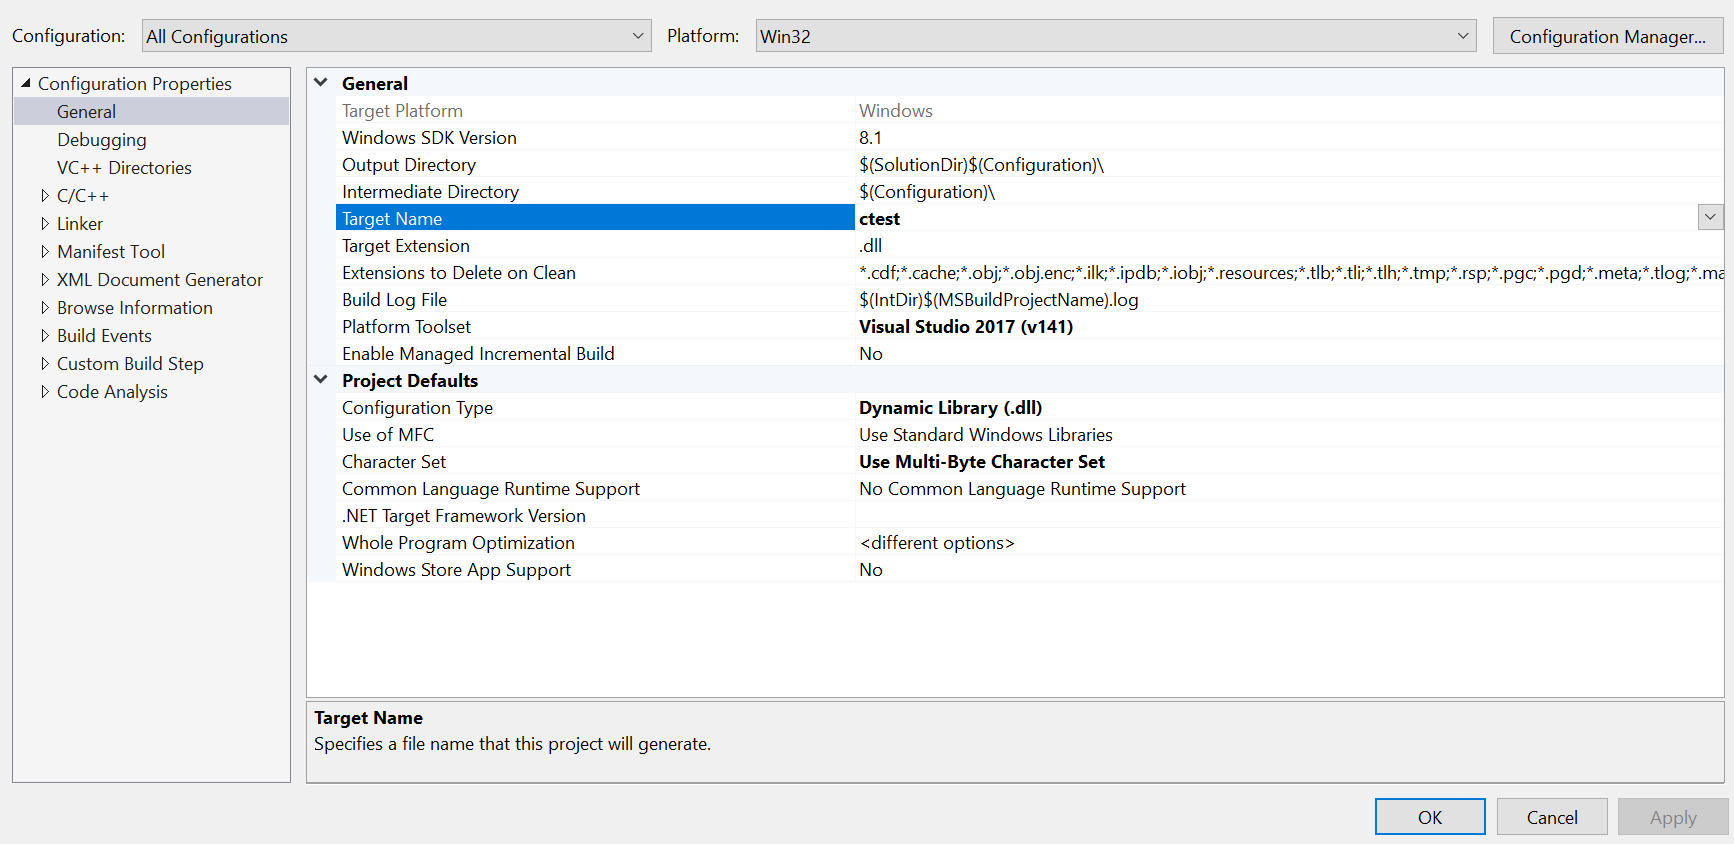 Configuration: All Configurations Platform: Win32 Configuration Manager...
Configuration Properties
General
Debugging
VC++ Directories
C/C++
Linker
Manifest Tool
XML Document Generator
Browse Information
Build Events
Custom Build Step
Code Analysis
General
Target Platform Windows
Windows SDK Version 8.1
Output Directory $(SolutionDir)$(Configuration)\
Intermediate Directory $(Configuration)\
Target Name ctest
Target Extension .dll
Extensions to Delete on Clean *.cdf;*.cache;*.obj;*.obj.enc;*.ilk;*.ipdb;*.iobj;*.resources;*.tlb;*.tli;*.tlh;*.tmp;*.rsp;*.pgc;*.pgd;*.meta;*.tlog;*.ma
Build Log File $(IntDir)$(MSBuildProjectName).log
Platform Toolset Visual Studio 2017 (v141)
Enable Managed Incremental Build No
Project Defaults
Configuration Type Dynamic Library (.dll)
Use of MFC Use Standard Windows Libraries
Character Set Use Multi-Byte Character Set
Common Language Runtime Support No Common Language Runtime Support
.NET Target Framework Version
Whole Program Optimization <different options>
Windows Store App Support No
Target Name
Specifies a file name that this project will generate.
OK Cancel Apply